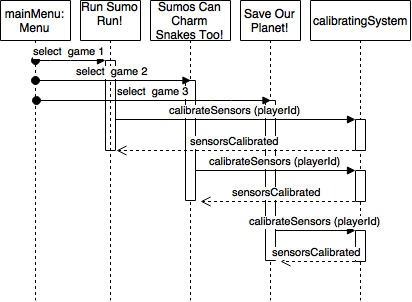 mainMenu:
Menu
Run Sumo
Run!
Sumos Can
Charm
Snakes Too!
Save Our
Planet!
calibratingSystem
select game 1
select game 2
select game 3
calibrateSensors (playerId)
sensorsCalibrated
calibrateSensors (playerId)
sensorsCalibrated
calibrateSensors (playerId)
sensorsCalibrated